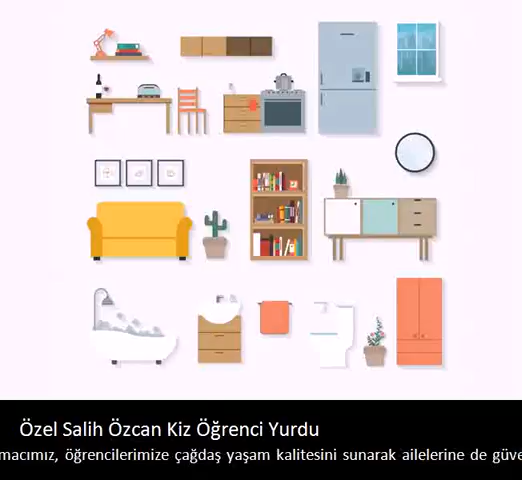 Özel Salih Özcan Kiz Öğrenci Yurdu
macımız, öğrencilerimize çağdaş yaşam kalitesini sunarak ailelerine de güve